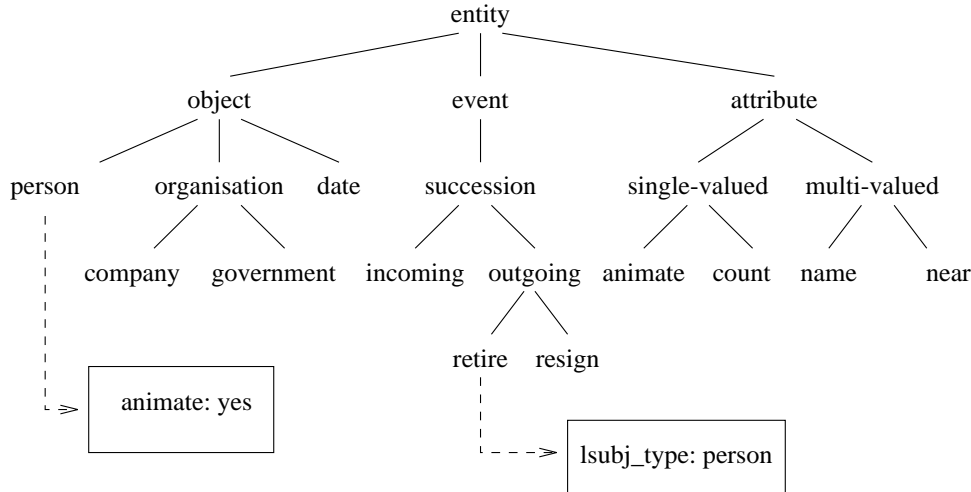 entity
object event attribute
person organisation date succession single-valued multi-valued
company government incoming outgoing animate count name near
retire resign
animate: yes
lsubj_type: person